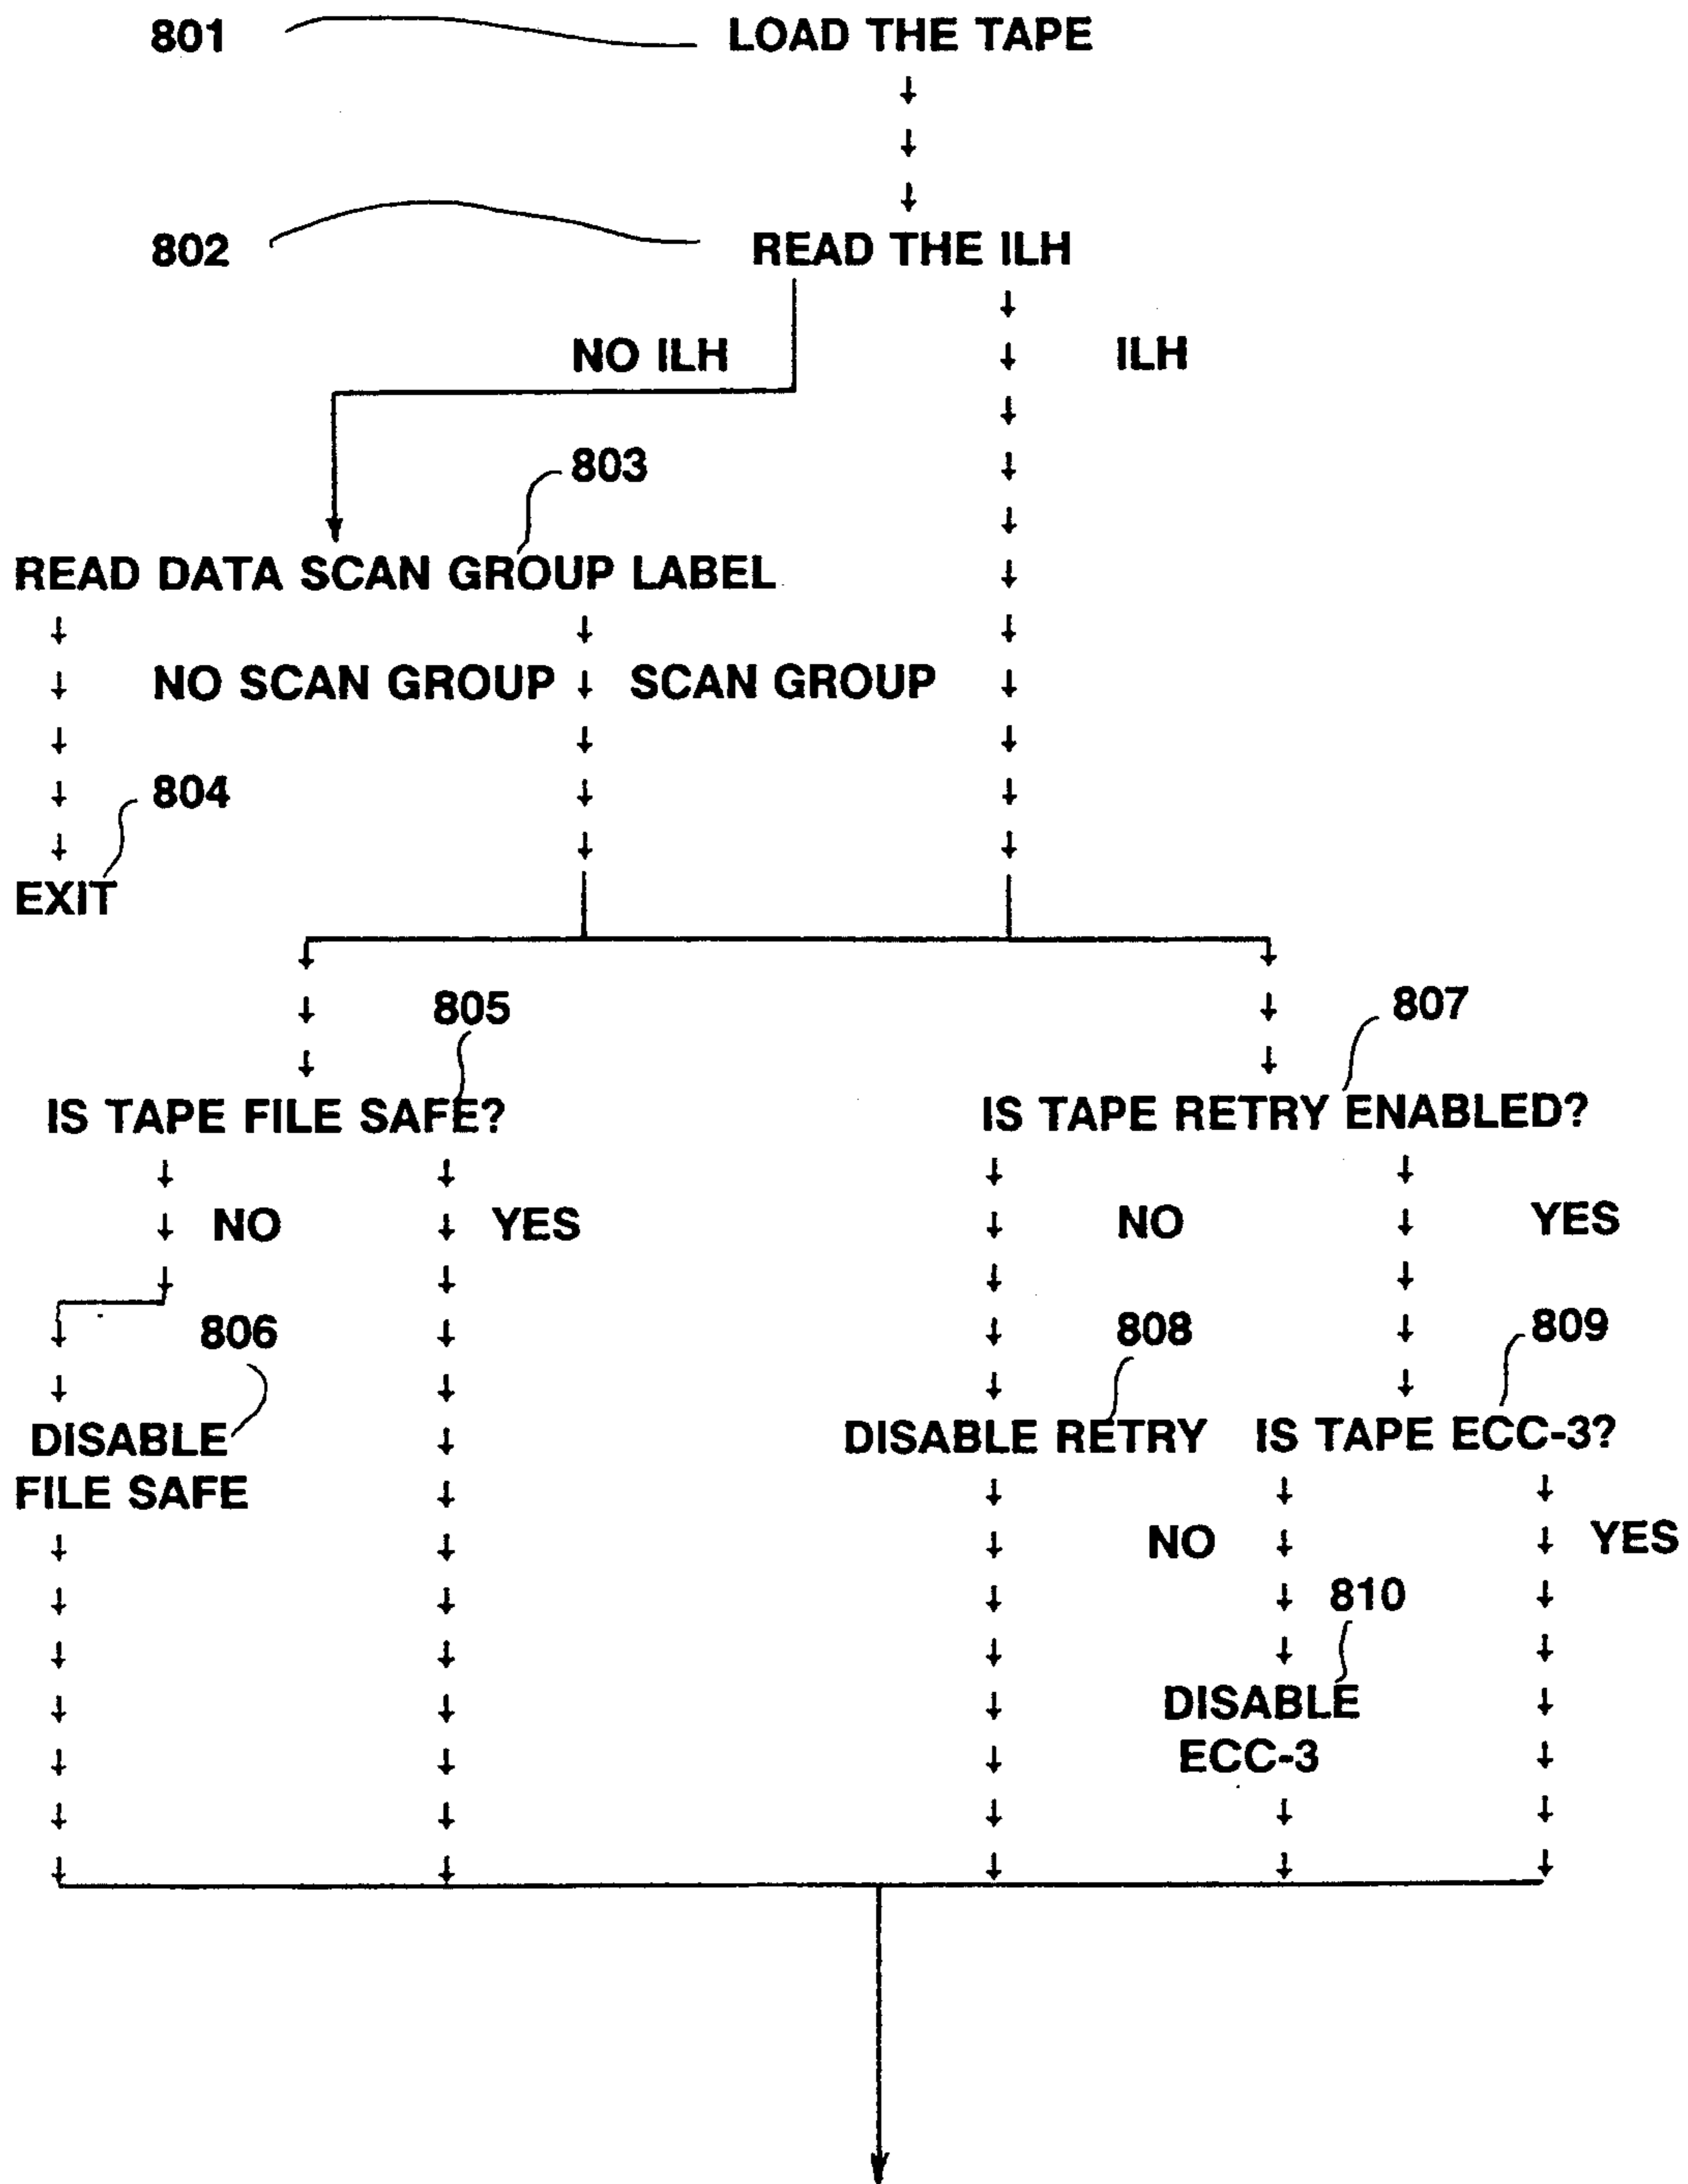 801 LOAD THE TAPE
802 READ THE ILH
NO ILH ILH
803
READ DATA SCAN GROUP LABEL
NO SCAN GROUP SCAN GROUP
804
EXIT
805 807
IS TAPE FILE SAFE? IS TAPE RETRY ENABLED?
NO YES NO YES
806 808 809
DISABLE DISABLE RETRY IS TAPE ECC-3?
FILE SAFE
NO YES
810
DISABLE
ECC-3